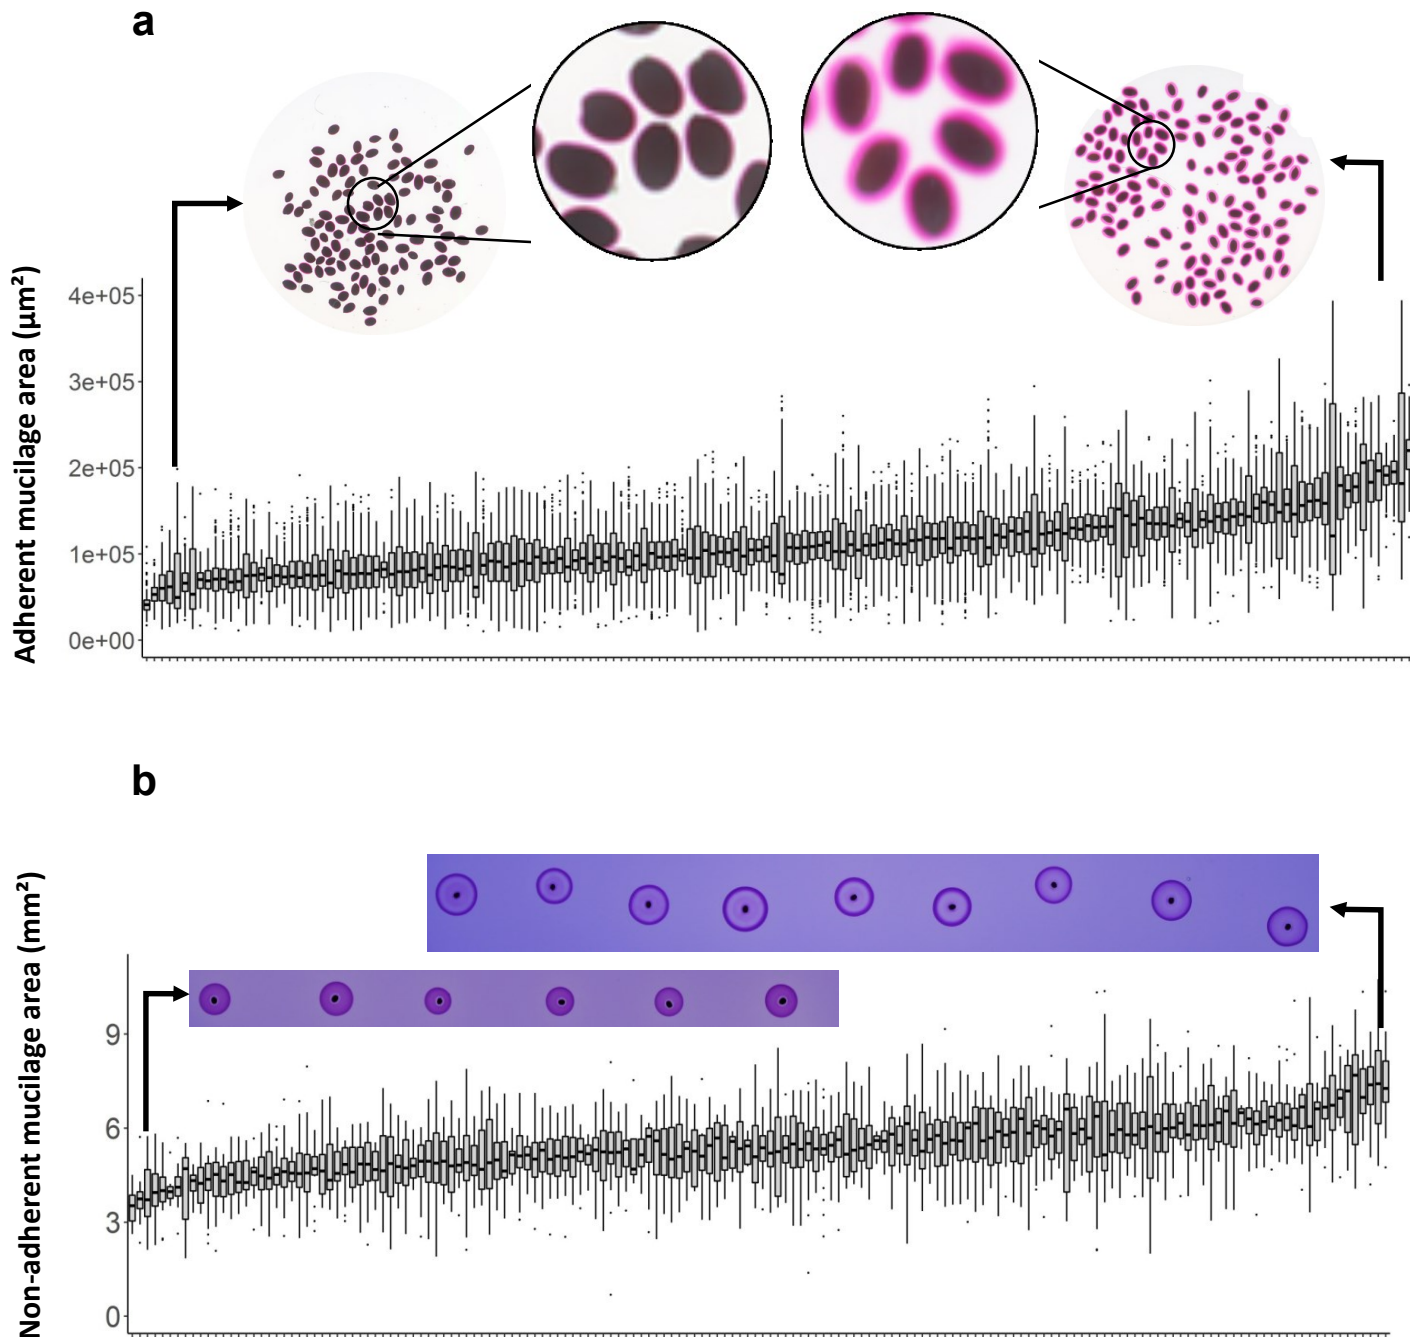 a
Adherent mucilage area (μm²)
4e+05
3e+05
2e+05
1e+05
0e+00
b
Non-adherent mucilage area (mm²)
9
6
3
0